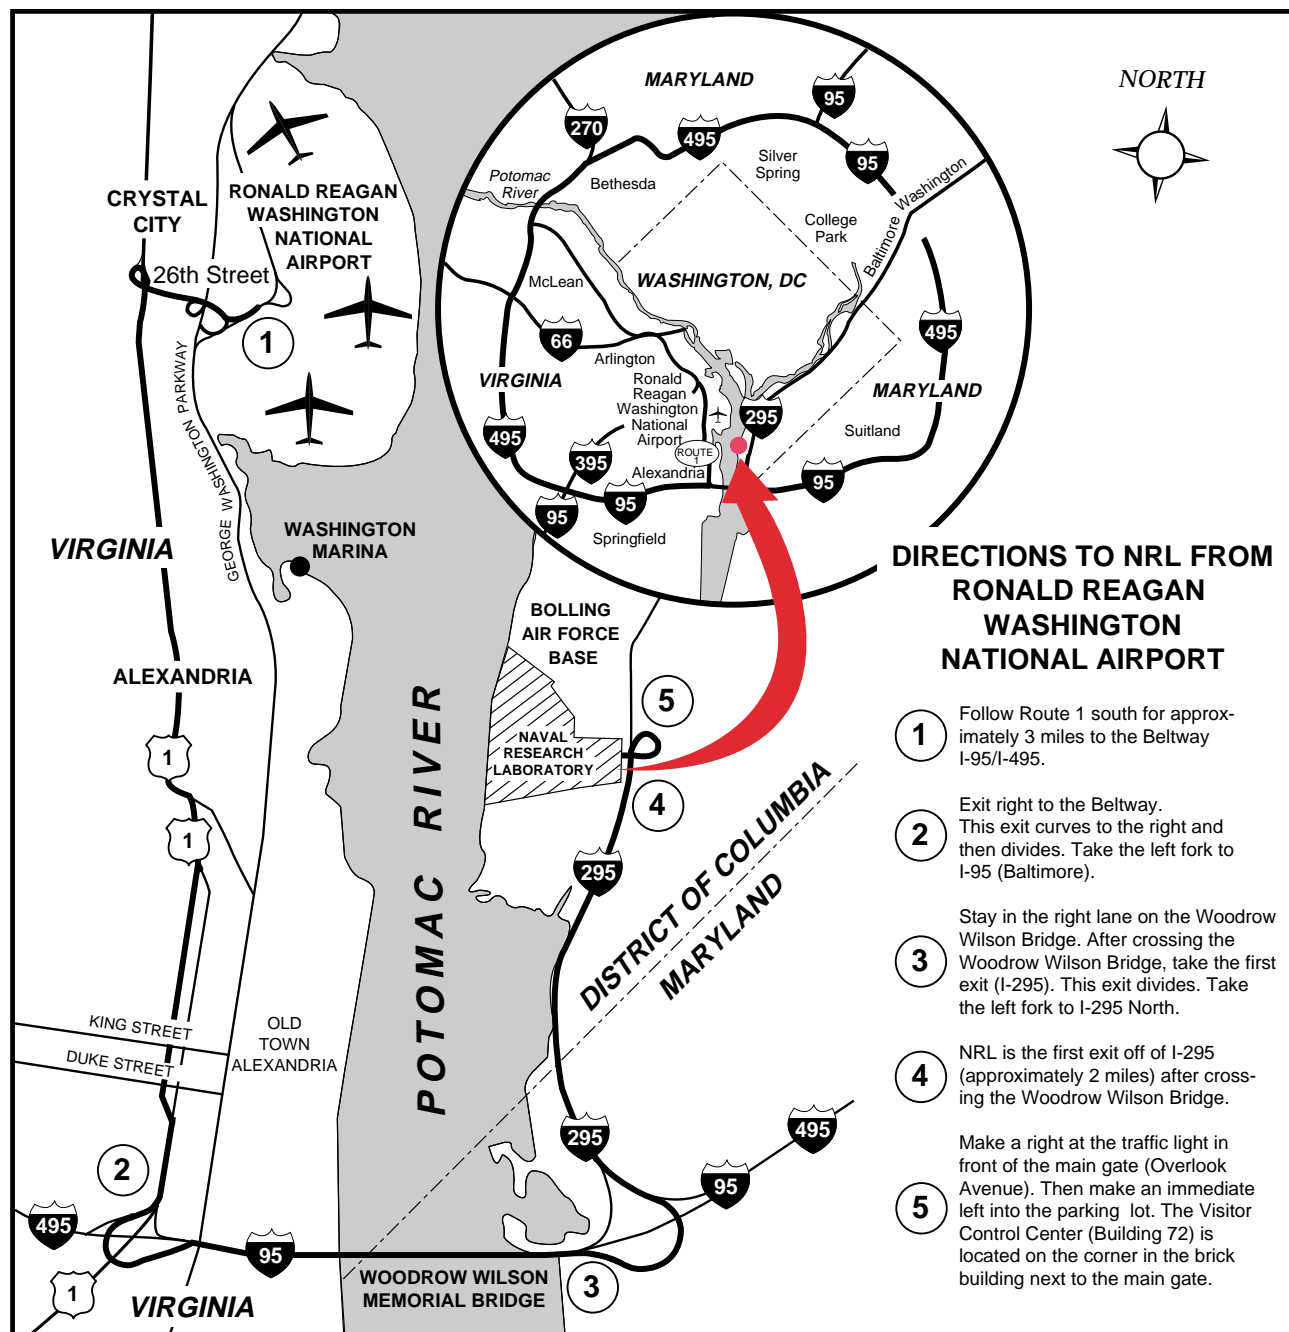 NORTH
MARYLAND
95
270
495
95
Potomac
River
Bethesda
Silver
Spring
Baltimore Washington
College
Park
WASHINGTON, DC
McLean
66
495
Arlington
VIRGINIA
Ronald
Reagan
Washington
National
Airport
MARYLAND
295
Suitland
495
395
ROUTE
1
Alexandria
95
95
95
Springfield
CRYSTAL
CITY
RONALD REAGAN
WASHINGTON
NATIONAL
AIRPORT
26th Street
1
GEORGE WASHINGTON PARKWAY
WASHINGTON
MARINA
VIRGINIA
BOLLING
AIR FORCE
BASE
ALEXANDRIA
5
1
NAVAL
RESEARCH
LABORATORY
4
1
POTOMAC RIVER
295
DISTRICT OF COLUMBIA
MARYLAND
KING STREET
DUKE STREET
OLD
TOWN
ALEXANDRIA
2
295
495
95
495
95
1
VIRGINIA
WOODROW WILSON
MEMORIAL BRIDGE
3
DIRECTIONS TO NRL FROM
RONALD REAGAN
WASHINGTON
NATIONAL AIRPORT
1
Follow Route 1 south for approx-
imately 3 miles to the Beltway
I-95/I-495.
2
Exit right to the Beltway.
This exit curves to the right and
then divides. Take the left fork to
I-95 (Baltimore).
3
Stay in the right lane on the Woodrow
Wilson Bridge. After crossing the
Woodrow Wilson Bridge, take the first
exit (I-295). This exit divides. Take
the left fork to I-295 North.
4
NRL is the first exit off of I-295
(approximately 2 miles) after cross-
ing the Woodrow Wilson Bridge.
5
Make a right at the traffic light in
front of the main gate (Overlook
Avenue). Then make an immediate
left into the parking lot. The Visitor
Control Center (Building 72) is
located on the corner in the brick
building next to the main gate.